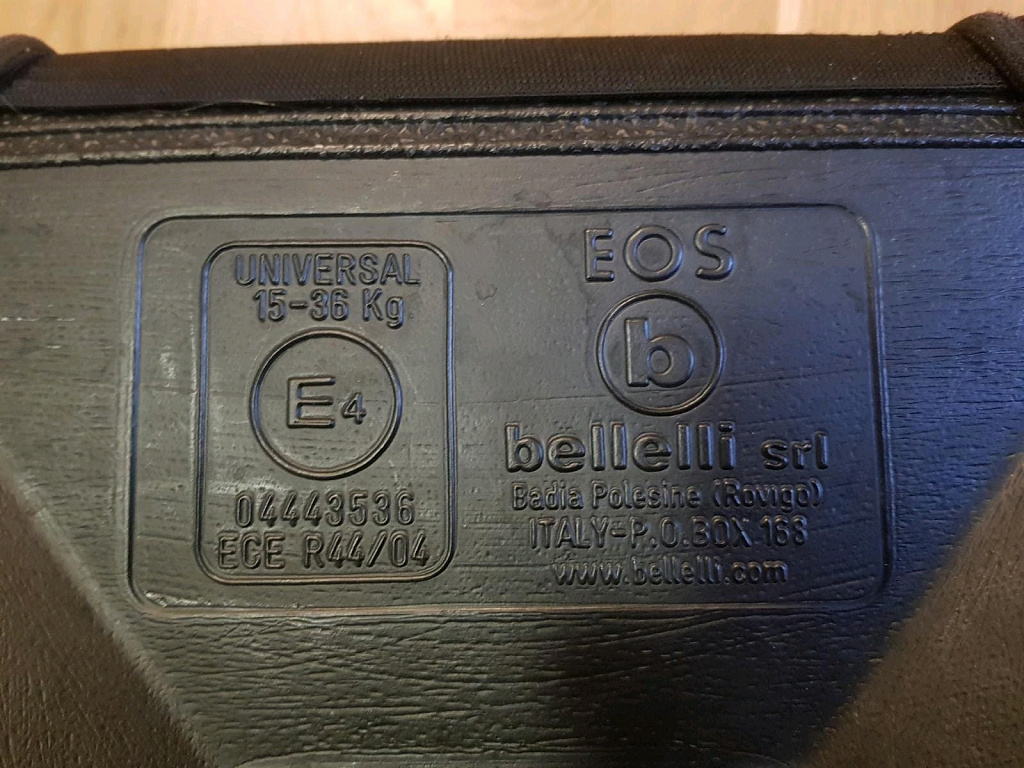 UNIVERSAL
15-36 Kg.
E4
04443536
ECE R44/04
EOS
b
bellelli srl
Badia Polesine (Rovigo)
ITALY-P.O.BOX 168
www.bellelli.com